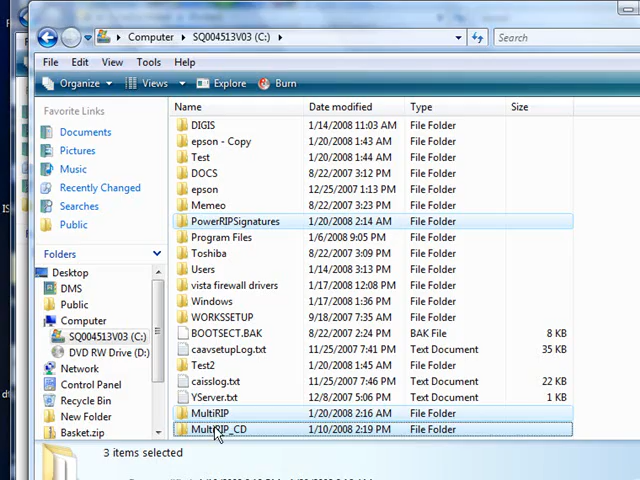 Computer SQ004513V03 (C:) Search
File Edit View Tools Help
Organize Views Explore Burn
Favorite Links
Documents
Pictures
Music
Recently Changed
Searches
Public
Folders
Desktop
DMS
Public
Computer
SQ004513V03 (C:)
DVD RW Drive (D:)
Network
Control Panel
Recycle Bin
New Folder
Basket.zip
Name Date modified Type Size
DIGIS 1/14/2008 11:03 AM File Folder
epson - Copy 1/20/2008 1:43 AM File Folder
Test 1/20/2008 1:44 AM File Folder
DOCS 8/22/2007 3:12 PM File Folder
epson 12/25/2007 1:13 PM File Folder
Memeo 8/22/2007 3:23 PM File Folder
PowerRIPSignatures 1/20/2008 2:14 AM File Folder
Program Files 1/6/2008 9:05 PM File Folder
Toshiba 8/22/2007 3:09 PM File Folder
Users 1/14/2008 3:13 PM File Folder
vista firewall drivers 1/17/2008 12:08 PM File Folder
Windows 1/17/2008 1:36 PM File Folder
WORKSSETUP 9/18/2007 7:35 AM File Folder
BOOTSECT.BAK 8/22/2007 2:24 PM BAK File 8 KB
caavsetupLog.txt 11/25/2007 7:41 PM Text Document 35 KB
Test2 1/20/2008 1:45 AM File Folder
caisslog.txt 11/25/2007 7:46 PM Text Document 22 KB
YServer.txt 12/8/2007 5:06 PM Text Document 1 KB
MultiRIP 1/20/2008 2:16 AM File Folder
MultiRIP_CD 1/10/2008 2:19 PM File Folder
3 items selected